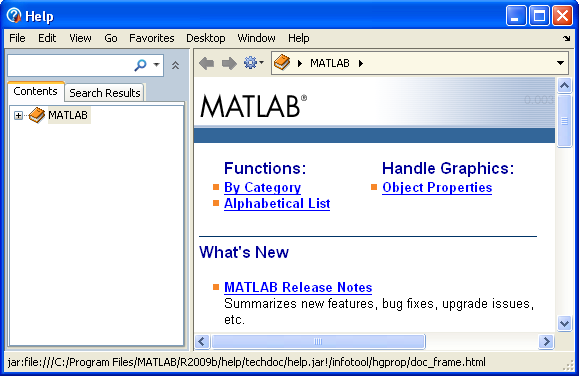 Help
File Edit View Go Favorites Desktop Window Help
MATLAB
Contents Search Results
MATLAB
MATLAB®
0.003
Functions:
By Category
Alphabetical List
Handle Graphics:
Object Properties
What's New
MATLAB Release Notes
Summarizes new features, bug fixes, upgrade issues,
etc.
jar:file:///C:/Program Files/MATLAB/R2009b/help/techdoc/help.jar!/infotool/hgprop/doc_frame.html